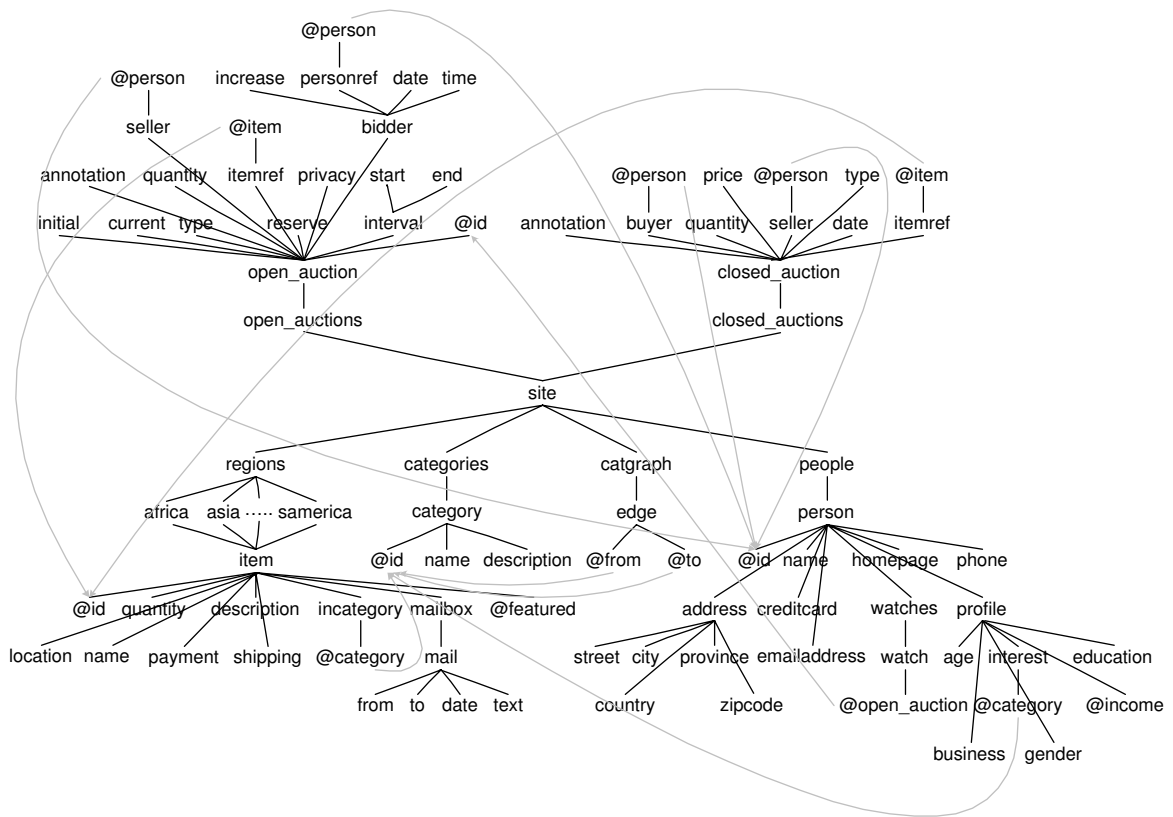 @person
@person increase personref date time
seller @item bidder
annotation quantity itemref privacy start end @person price @person type @item
initial current type reserve interval @id annotation buyer quantity seller date itemref
open_auction closed_auction
open_auctions closed_auctions
site
regions categories catgraph people
africa asia ····· samerica category edge person
item @id name description @from @to @id name homepage phone
@id quantity description incategory mailbox @featured address creditcard watches profile
location name payment shipping @category mail street city province emailaddress watch age interest education
from to date text country zipcode @open_auction @category @income
business gender